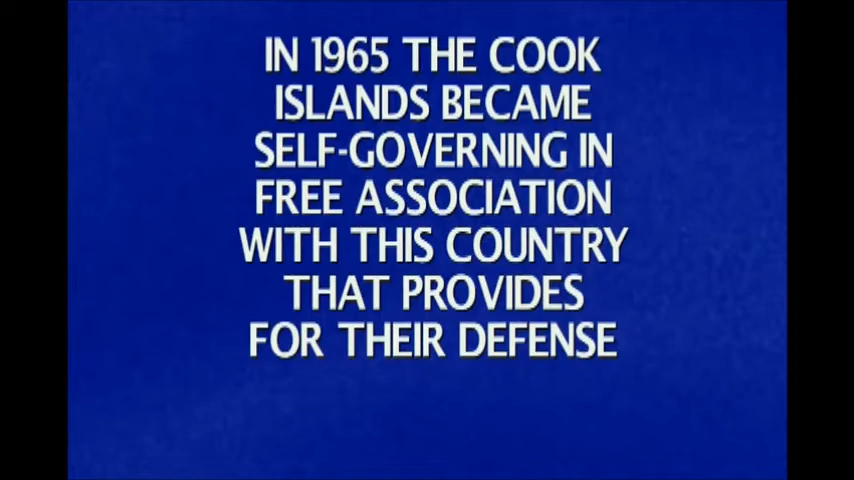 IN 1965 THE COOK
ISLANDS BECAME
SELF-GOVERNING IN
FREE ASSOCIATION
WITH THIS COUNTRY
THAT PROVIDES
FOR THEIR DEFENSE